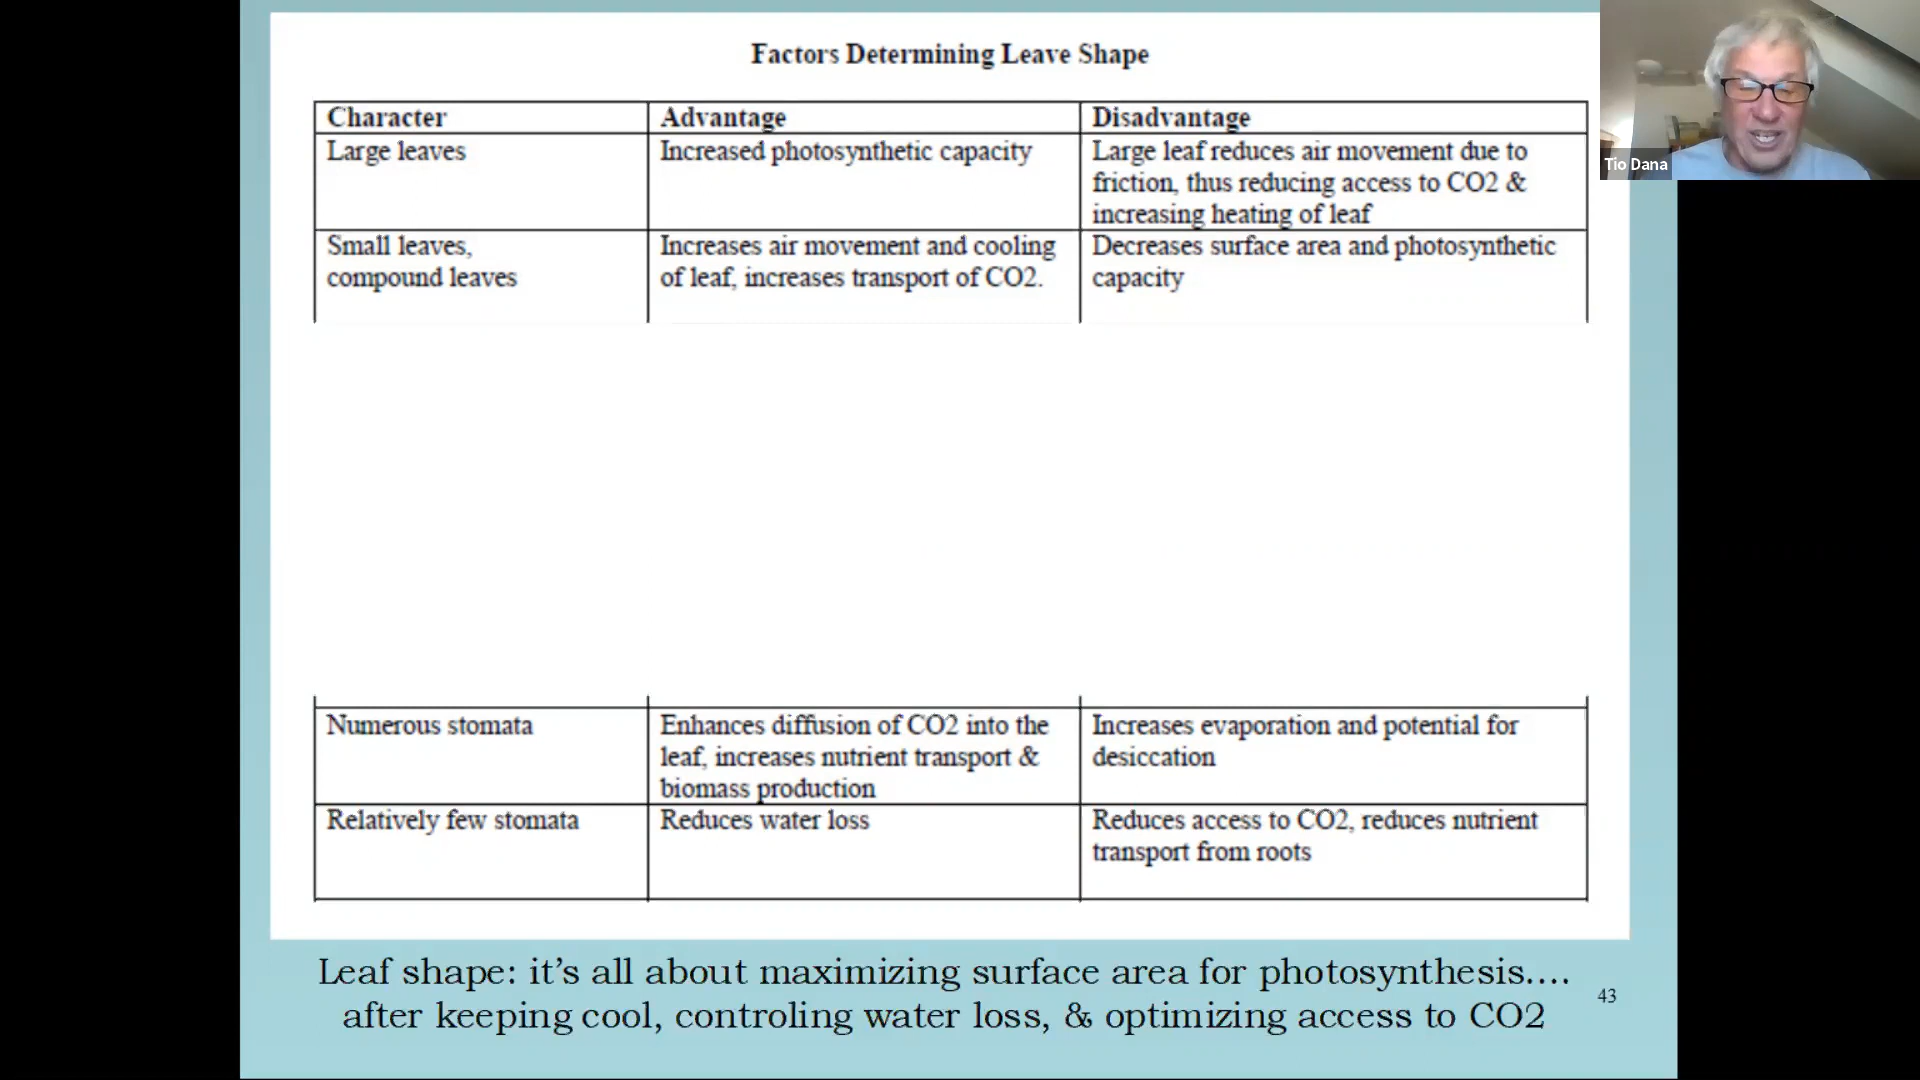 Factors Determining Leave Shape
Character
Advantage
Disadvantage
Large leaves
Increased photosynthetic capacity
Large leaf reduces air movement due to
friction, thus reducing access to CO2 &
increasing heating of leaf
Small leaves,
compound leaves
Increases air movement and cooling
of leaf, increases transport of CO2.
Decreases surface area and photosynthetic
capacity
Numerous stomata
Enhances diffusion of CO2 into the
leaf, increases nutrient transport &
biomass production
Increases evaporation and potential for
desiccation
Relatively few stomata
Reduces water loss
Reduces access to CO2, reduces nutrient
transport from roots
Leaf shape: it's all about maximizing surface area for photosynthesis....
after keeping cool, controling water loss, & optimizing access to CO2
43
Tio Dana